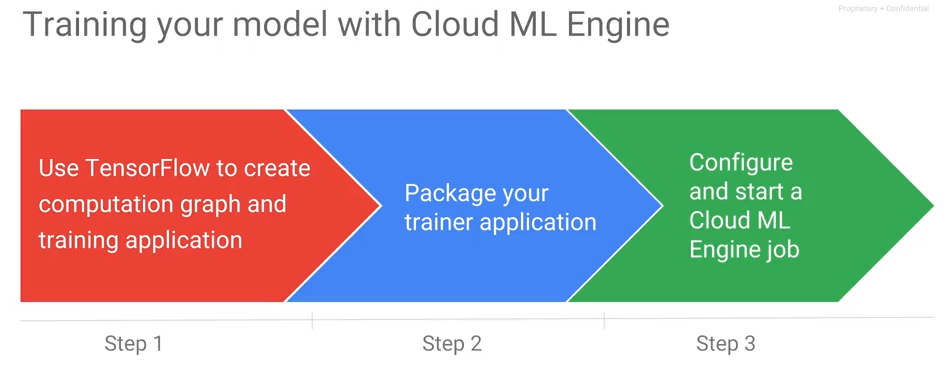 Proprietary + Confidential
Training your model with Cloud ML Engine
Use TensorFlow to create
computation graph and
training application
Package your
trainer application
Configure
and start a
Cloud ML
Engine job
Step 1
Step 2
Step 3